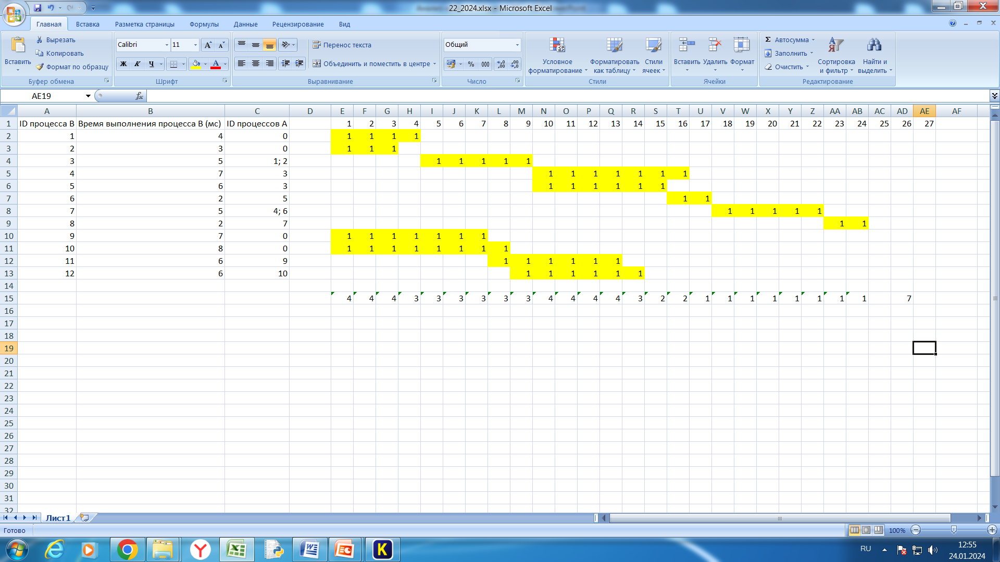 22_2024.xlsx - Microsoft Excel
Главная Вставка Разметка страницы Формулы Данные Рецензирование Вид
Вставить
Вырезать
Копировать
Формат по образцу
Буфер обмена
Calibri 11
Ж К Ч
Шрифт
Перенос текста
Объединить и поместить в центре
Выравнивание
Общий
% 000
Число
Условное форматирование
Форматировать как таблицу
Стили ячеек
Стили
Вставить Удалить Формат
Ячейки
Σ Автосумма
Заполнить
Очистить
Сортировка и фильтр
Найти и выделить
Редактирование
AE19 fx
A B C D E F G H I J K L M N O P Q R S T U V W X Y Z AA AB AC AD AE AF
1 ID процесса B Время выполнения процесса B (мс) ID процессов A 1 2 3 4 5 6 7 8 9 10 11 12 13 14 15 16 17 18 19 20 21 22 23 24 25 26 27
2 1 4 0 1 1 1 1
3 2 3 0 1 1 1
4 3 5 1; 2 1 1 1 1 1
5 4 7 3 1 1 1 1 1 1 1
6 5 6 3 1 1 1 1 1 1
7 6 2 5 1 1
8 7 5 4; 6 1 1 1 1 1
9 8 2 7 1 1
10 9 7 0 1 1 1 1 1 1 1
11 10 8 0 1 1 1 1 1 1 1 1
12 11 6 9 1 1 1 1 1 1
13 12 6 10 1 1 1 1 1 1
14
15 4 4 4 3 3 3 3 3 3 4 4 4 4 3 2 2 1 1 1 1 1 1 1 1 7
16
17
18
19
20
21
22
23
24
25
26
27
28
29
30
31
32
Лист1
Готово
100%
RU
12:55
24.01.2024